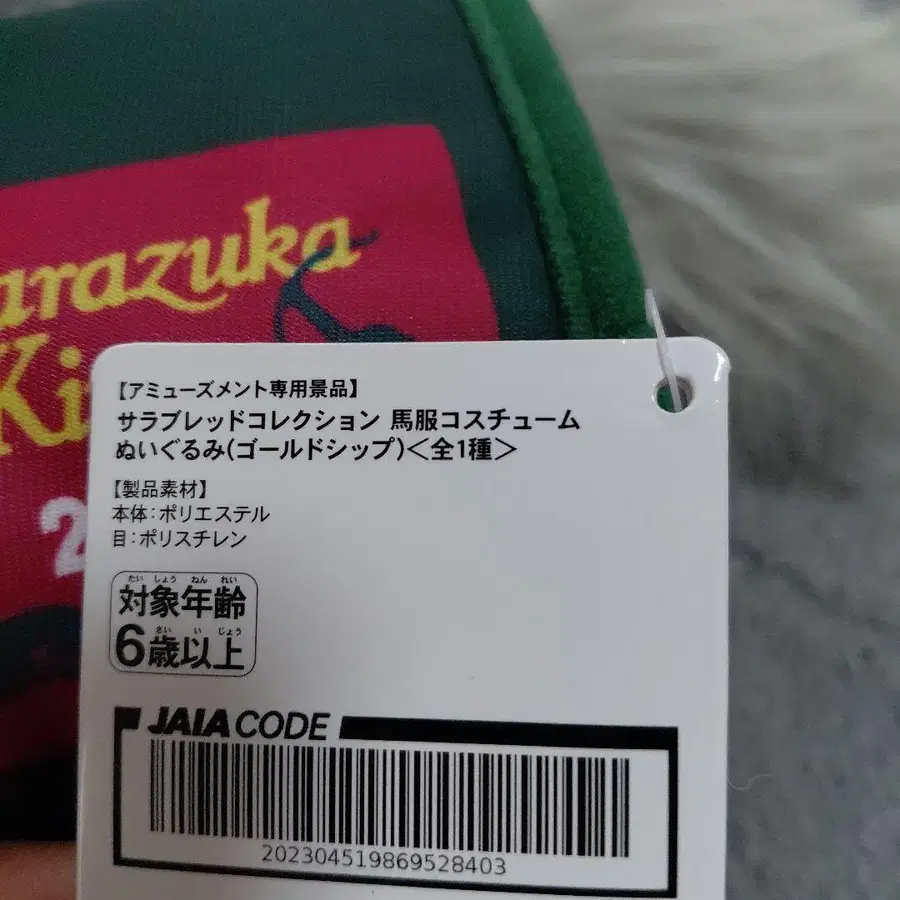 arazuka
Ki
2
【アミューズメント専用景品】
サラブレッドコレクション 馬服コスチューム
ぬいぐるみ(ゴールドシップ)<全1種>
【製品素材】
本体:ポリエステル
目:ポリスチレン
たい しょう ねん れい
対象年齢
さい い じょう
6歳以上
JAIA CODE
202304519869528403